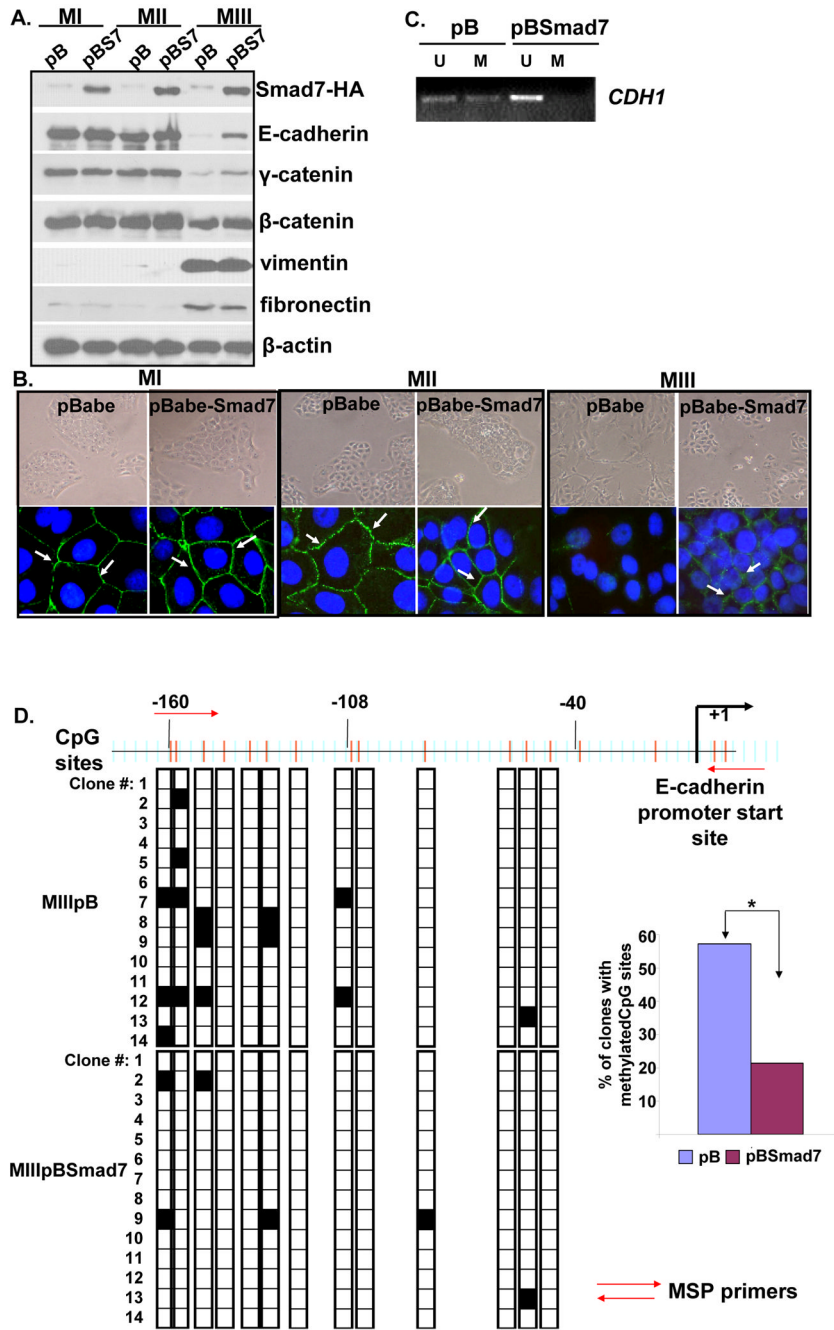 A.
MI MII MIII
pB pBS7 pB pBS7 pB pBS7
Smad7-HA
E-cadherin
γ-catenin
β-catenin
vimentin
fibronectin
β-actin
C.
pB pBSmad7
U M U M
CDH1
B.
MI MII MIII
pBabe pBabe-Smad7 pBabe pBabe-Smad7 pBabe pBabe-Smad7
D.
-160 -108 -40 +1
CpG
sites
E-cadherin
promoter start
site
Clone #: 1
2
3
4
5
6
7
8
9
10
11
12
13
14
MIIIpB
Clone #: 1
2
3
4
5
6
7
8
9
10
11
12
13
14
MIIIpBSmad7
*
% of clones with
methylatedCpG sites
60
50
40
30
20
10
pB pBSmad7
MSP primers